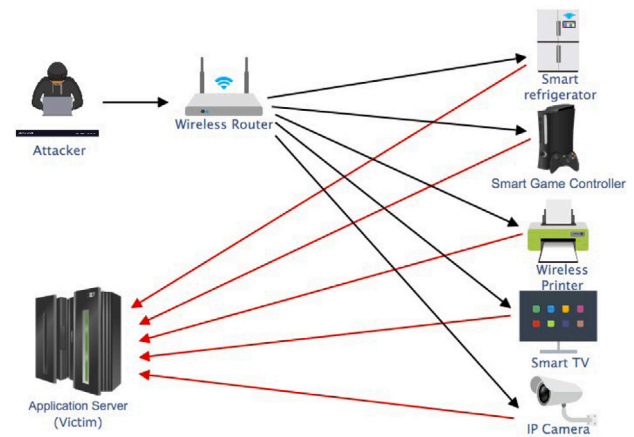 Smart
refrigerator
Attacker
Wireless Router
Smart Game Controller
Wireless
Printer
Smart TV
Application Server
(Victim)
IP Camera